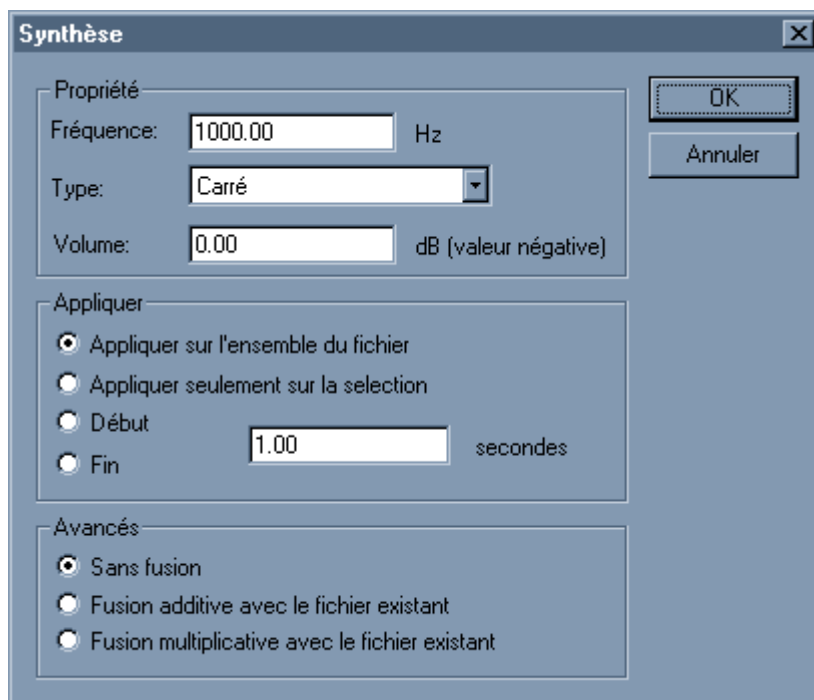 Synthèse
Propriété
Fréquence: 1000.00 Hz
Type: Carré
Volume: 0.00 dB (valeur négative)
OK
Annuler
Appliquer
Appliquer sur l'ensemble du fichier
Appliquer seulement sur la selection
Début
1.00 secondes
Fin
Avancés
Sans fusion
Fusion additive avec le fichier existant
Fusion multiplicative avec le fichier existant